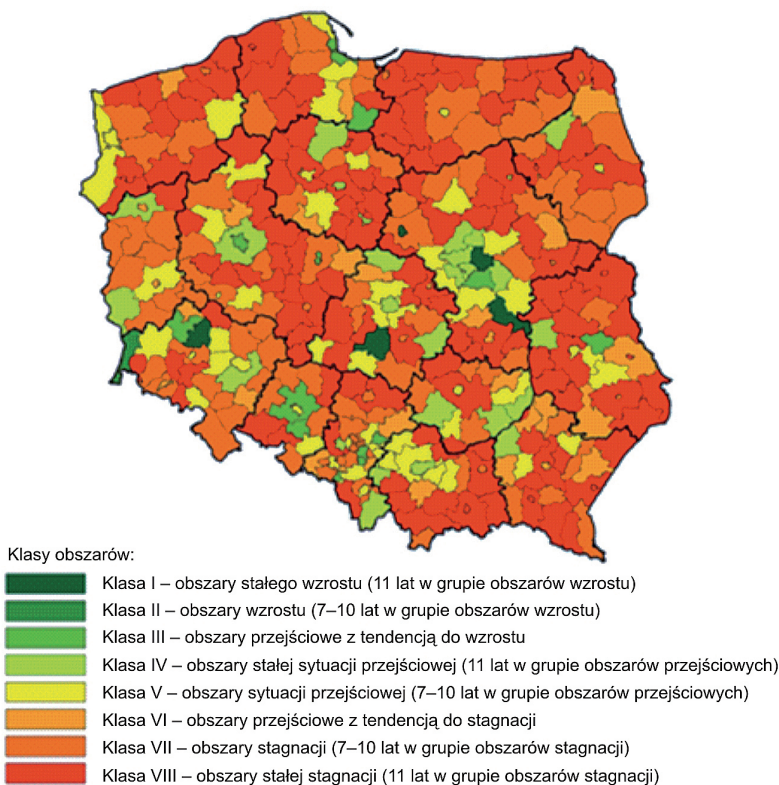 Klasy obszarów:
Klasa I – obszary stałego wzrostu (11 lat w grupie obszarów wzrostu)
Klasa II – obszary wzrostu (7–10 lat w grupie obszarów wzrostu)
Klasa III – obszary przejściowe z tendencją do wzrostu
Klasa IV – obszary stałej sytuacji przejściowej (11 lat w grupie obszarów przejściowych)
Klasa V – obszary sytuacji przejściowej (7–10 lat w grupie obszarów przejściowych)
Klasa VI – obszary przejściowe z tendencją do stagnacji
Klasa VII – obszary stagnacji (7–10 lat w grupie obszarów stagnacji)
Klasa VIII – obszary stałej stagnacji (11 lat w grupie obszarów stagnacji)